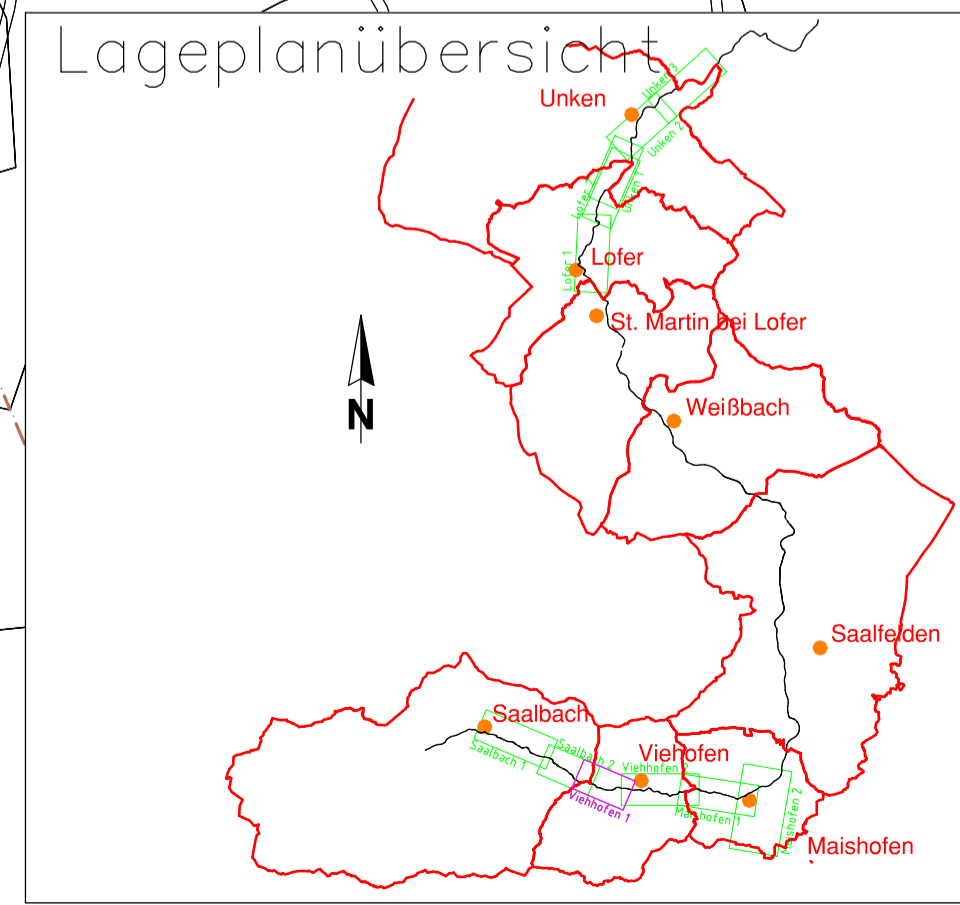 Lageplanübersicht
Unken 3
Unken
Unken 2
Lofer 2
Unken 1
Lofer
Lofer 1
St. Martin bei Lofer
N
Weißbach
Saalfelden
Saalbach
Saalbach 1
Saalbach 2
Viehofen
Viehhofen 2
Viehhofen 1
Maishofen 1
Maishofen 2
Maishofen